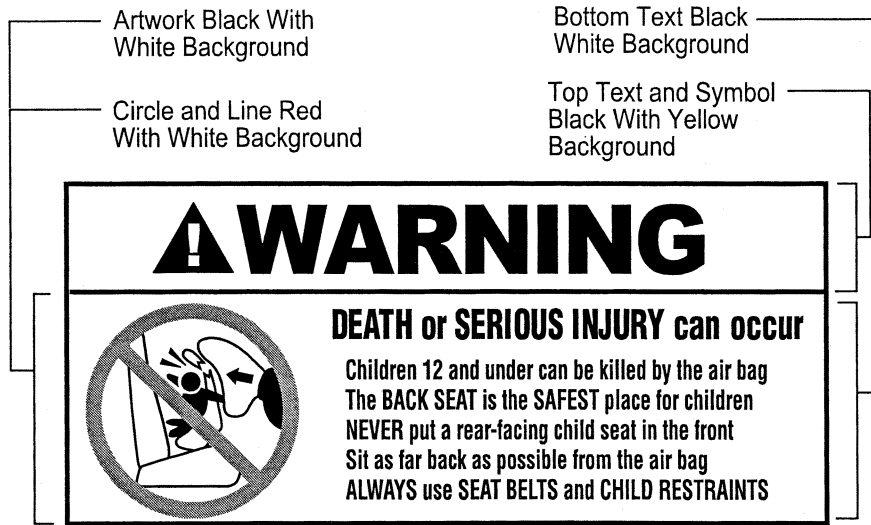 Artwork Black With
White Background
Circle and Line Red
With White Background
Bottom Text Black
White Background
Top Text and Symbol
Black With Yellow
Background
WARNING
DEATH or SERIOUS INJURY can occur
Children 12 and under can be killed by the air bag
The BACK SEAT is the SAFEST place for children
NEVER put a rear-facing child seat in the front
Sit as far back as possible from the air bag
ALWAYS use SEAT BELTS and CHILD RESTRAINTS